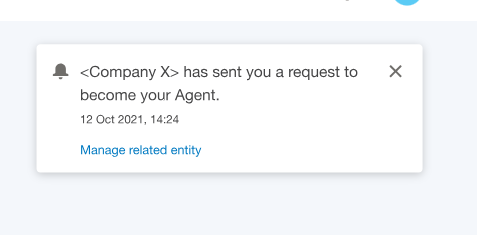 <Company X> has sent you a request to
become your Agent.
12 Oct 2021, 14:24
Manage related entity